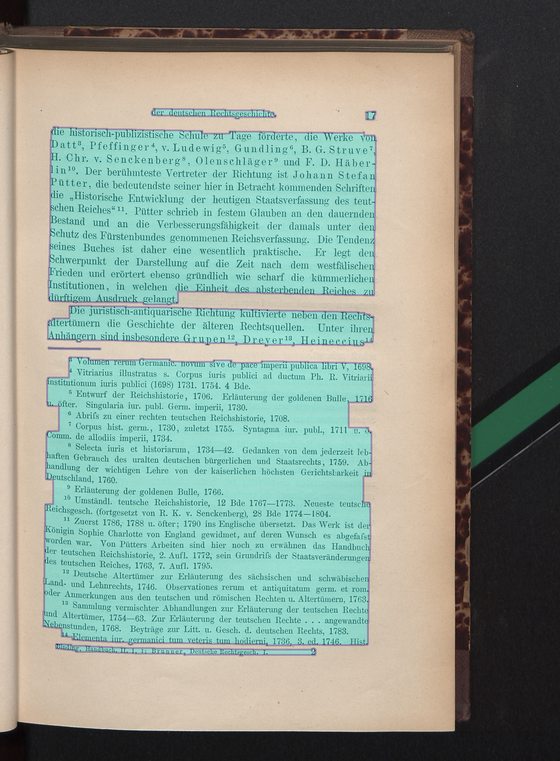 der deutschen Rechtsgeschichte. 17
die historisch-publizistische Schule zu Tage förderte, die Werke von
Datt³, Pfeffinger⁴, v. Ludewig⁵, Gundling⁶, B. G. Struve⁷,
H. Chr. v. Senckenberg⁸, Olenschläger⁹ und F. D. Häber-
lin¹⁰. Der berühmteste Vertreter der Richtung ist Johann Stefan
Pütter, die bedeutendste seiner hier in Betracht kommenden Schriften
die „Historische Entwicklung der heutigen Staatsverfassung des teut-
schen Reiches“¹¹. Pütter schrieb in festem Glauben an den dauernden
Bestand und an die Verbesserungsfähigkeit der damals unter den
Schutz des Fürstenbundes genommenen Reichsverfassung. Die Tendenz
seines Buches ist daher eine wesentlich praktische. Er legt den
Schwerpunkt der Darstellung auf die Zeit nach dem westfälischen
Frieden und erörtert ebenso gründlich wie scharf die kümmerlichen
Institutionen, in welchen die Einheit des absterbenden Reiches zu
dürftigem Ausdruck gelangt.
Die juristisch-antiquarische Richtung kultivierte neben den Rechts-
altertümern die Geschichte der älteren Rechtsquellen. Unter ihren
Anhängern sind insbesondere Grupen¹², Dreyer¹³, Heineccius¹⁴
³ Volumen rerum Germanic. novum sive de pace imperii publica libri V, 1698.
⁴ Vitriarius illustratus s. Corpus iuris publici ad ductum Ph. R. Vitriarii
institutionum iuris publici (1698) 1731. 1754. 4 Bde.
⁵ Entwurf der Reichshistorie, 1706. Erläuterung der goldenen Bulle, 1716
u. öfter. Singularia iur. publ. Germ. imperii, 1730.
⁶ Abriſs zu einer rechten teutschen Reichshistorie, 1708.
⁷ Corpus hist. germ., 1730, zuletzt 1755. Syntagma iur. publ., 1711 u. ö.
Comm. de allodiis imperii, 1734.
⁸ Selecta iuris et historiarum, 1734—42. Gedanken von dem jederzeit leb-
haften Gebrauch des uralten deutschen bürgerlichen und Staatsrechts, 1759. Ab-
handlung der wichtigen Lehre von der kaiserlichen höchsten Gerichtsbarkeit in
Deutschland, 1760.
⁹ Erläuterung der goldenen Bulle, 1766.
¹⁰ Umständl. teutsche Reichshistorie, 12 Bde 1767—1773. Neueste teutsche
Reichsgesch. (fortgesetzt von R. K. v. Senckenberg), 28 Bde 1774—1804.
¹¹ Zuerst 1786, 1788 u. öfter; 1790 ins Englische übersetzt. Das Werk ist der
Königin Sophie Charlotte von England gewidmet, auf deren Wunsch es abgefaſst
worden war. Von Pütters Arbeiten sind hier noch zu erwähnen das Handbuch
der teutschen Reichshistorie, 2. Aufl. 1772, sein Grundriſs der Staatsveränderungen
des teutschen Reiches, 1763, 7. Aufl. 1795.
¹² Deutsche Altertümer zur Erläuterung des sächsischen und schwäbischen
Land- und Lehnrechts, 1746. Observationes rerum et antiquitatum germ. et rom.
oder Anmerkungen aus den teutschen und römischen Rechten u. Altertümern, 1763.
¹³ Sammlung vermischter Abhandlungen zur Erläuterung der teutschen Rechte
und Altertümer, 1754—63. Zur Erläuterung der teutschen Rechte . . . angewandte
Nebenstunden, 1768. Beyträge zur Litt. u. Gesch. d. deutschen Rechts, 1783.
¹⁴ Elementa iur. germanici tum veteris tum hodierni, 1736, 3. ed. 1746. Hist.
Binding, Handbuch. II. 1. I: Brunner, Deutsche Rechtsgesch. I. 2